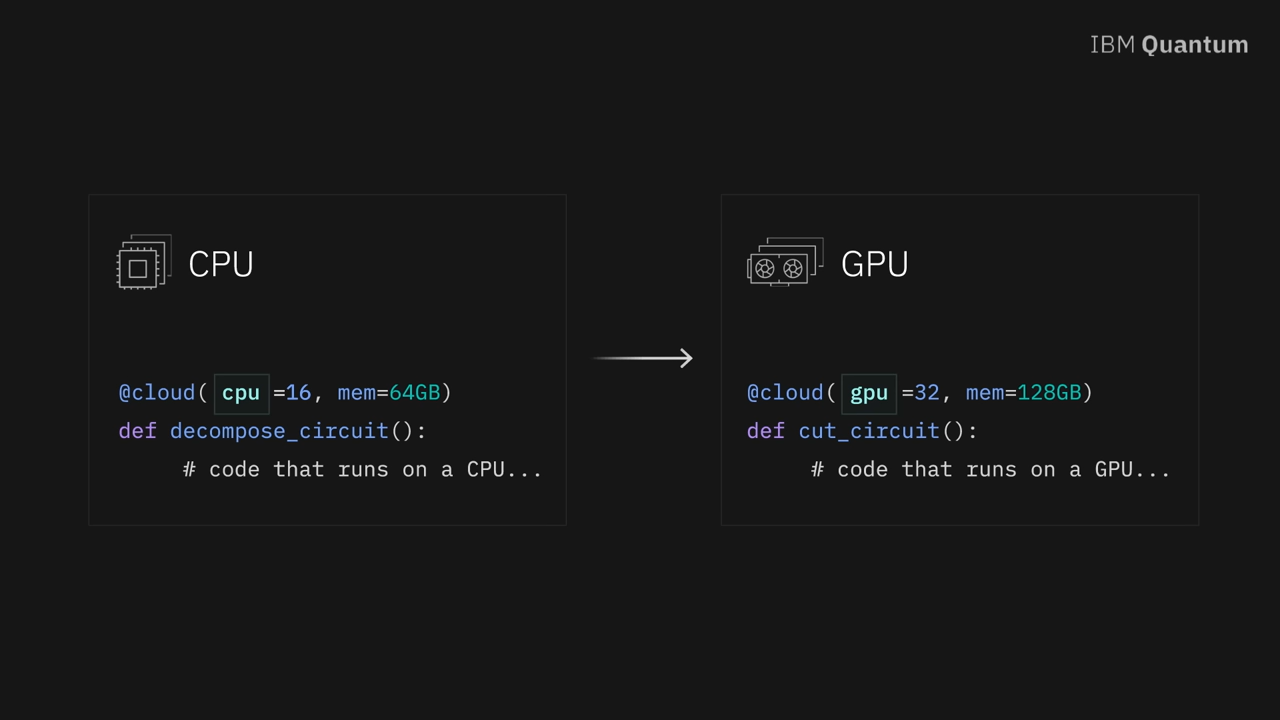 IBM Quantum
CPU
@cloud( cpu =16, mem=64GB)
def decompose_circuit():
# code that runs on a CPU...
GPU
@cloud( gpu =32, mem=128GB)
def cut_circuit():
# code that runs on a GPU...